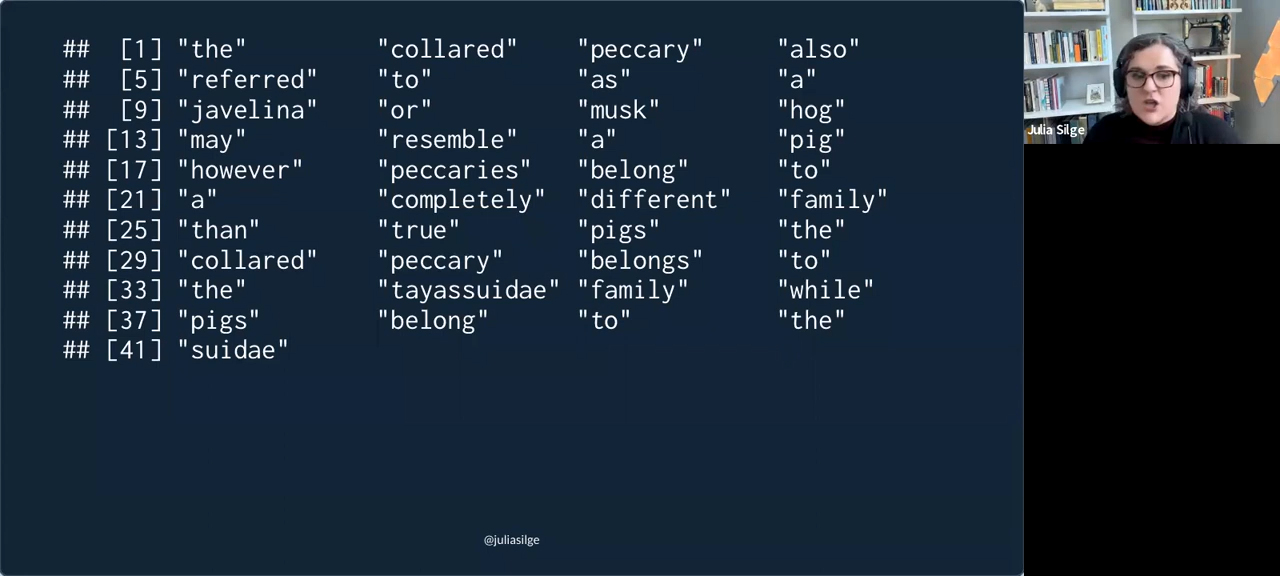 ## [1] "the" "collared" "peccary" "also"
## [5] "referred" "to" "as" "a"
## [9] "javelina" "or" "musk" "hog"
## [13] "may" "resemble" "a" "pig"
## [17] "however" "peccaries" "belong" "to"
## [21] "a" "completely" "different" "family"
## [25] "than" "true" "pigs" "the"
## [29] "collared" "peccary" "belongs" "to"
## [33] "the" "tayassuidae" "family" "while"
## [37] "pigs" "belong" "to" "the"
## [41] "suidae"
@juliasilge
Julia Silge